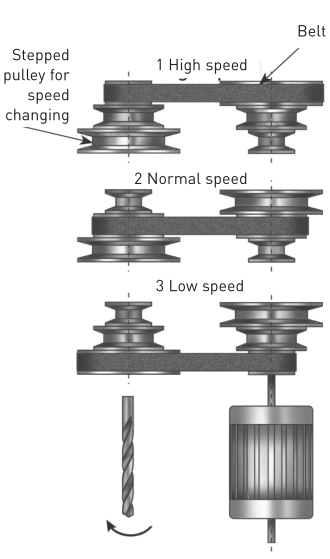 Belt
Stepped
pulley for
speed
changing
1 High speed
2 Normal speed
3 Low speed